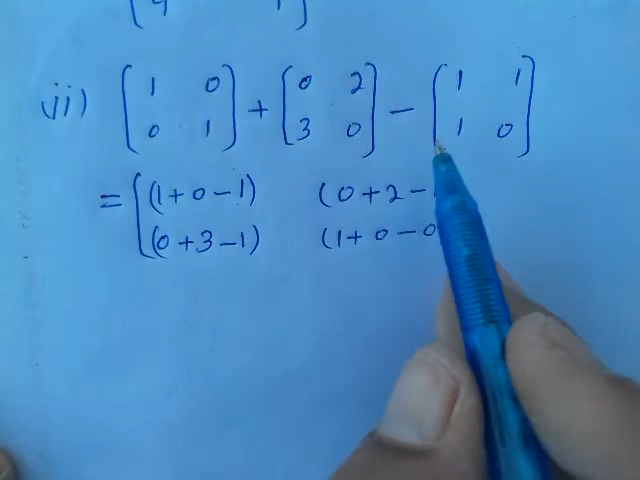 ii) [1 0] + [0 2] − [1 1]
[0 1] [3 0] [1 0]
= [(1+0−1) (0+2−
(0+3−1) (1+0−0